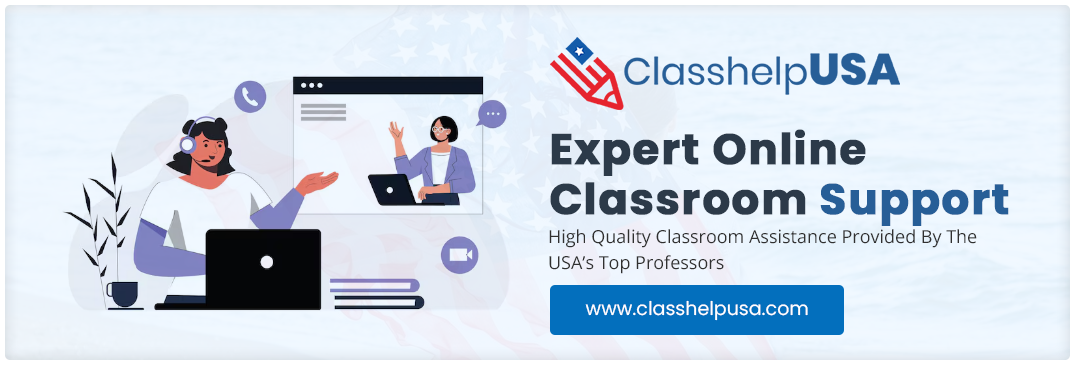 ClasshelpUSA
Expert Online
Classroom Support
High Quality Classroom Assistance Provided By The
USA's Top Professors
www.classhelpusa.com